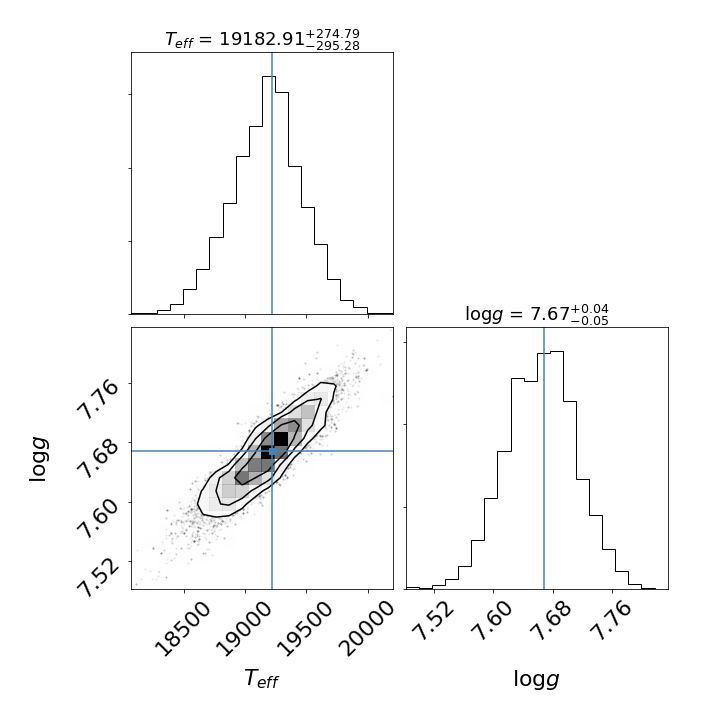 T_eff = 19182.91+274.79−295.28
logg = 7.67+0.04−0.05
7.76
7.68
7.60
7.52
logg
18500 19000 19500 20000
T_eff
7.52 7.60 7.68 7.76
logg